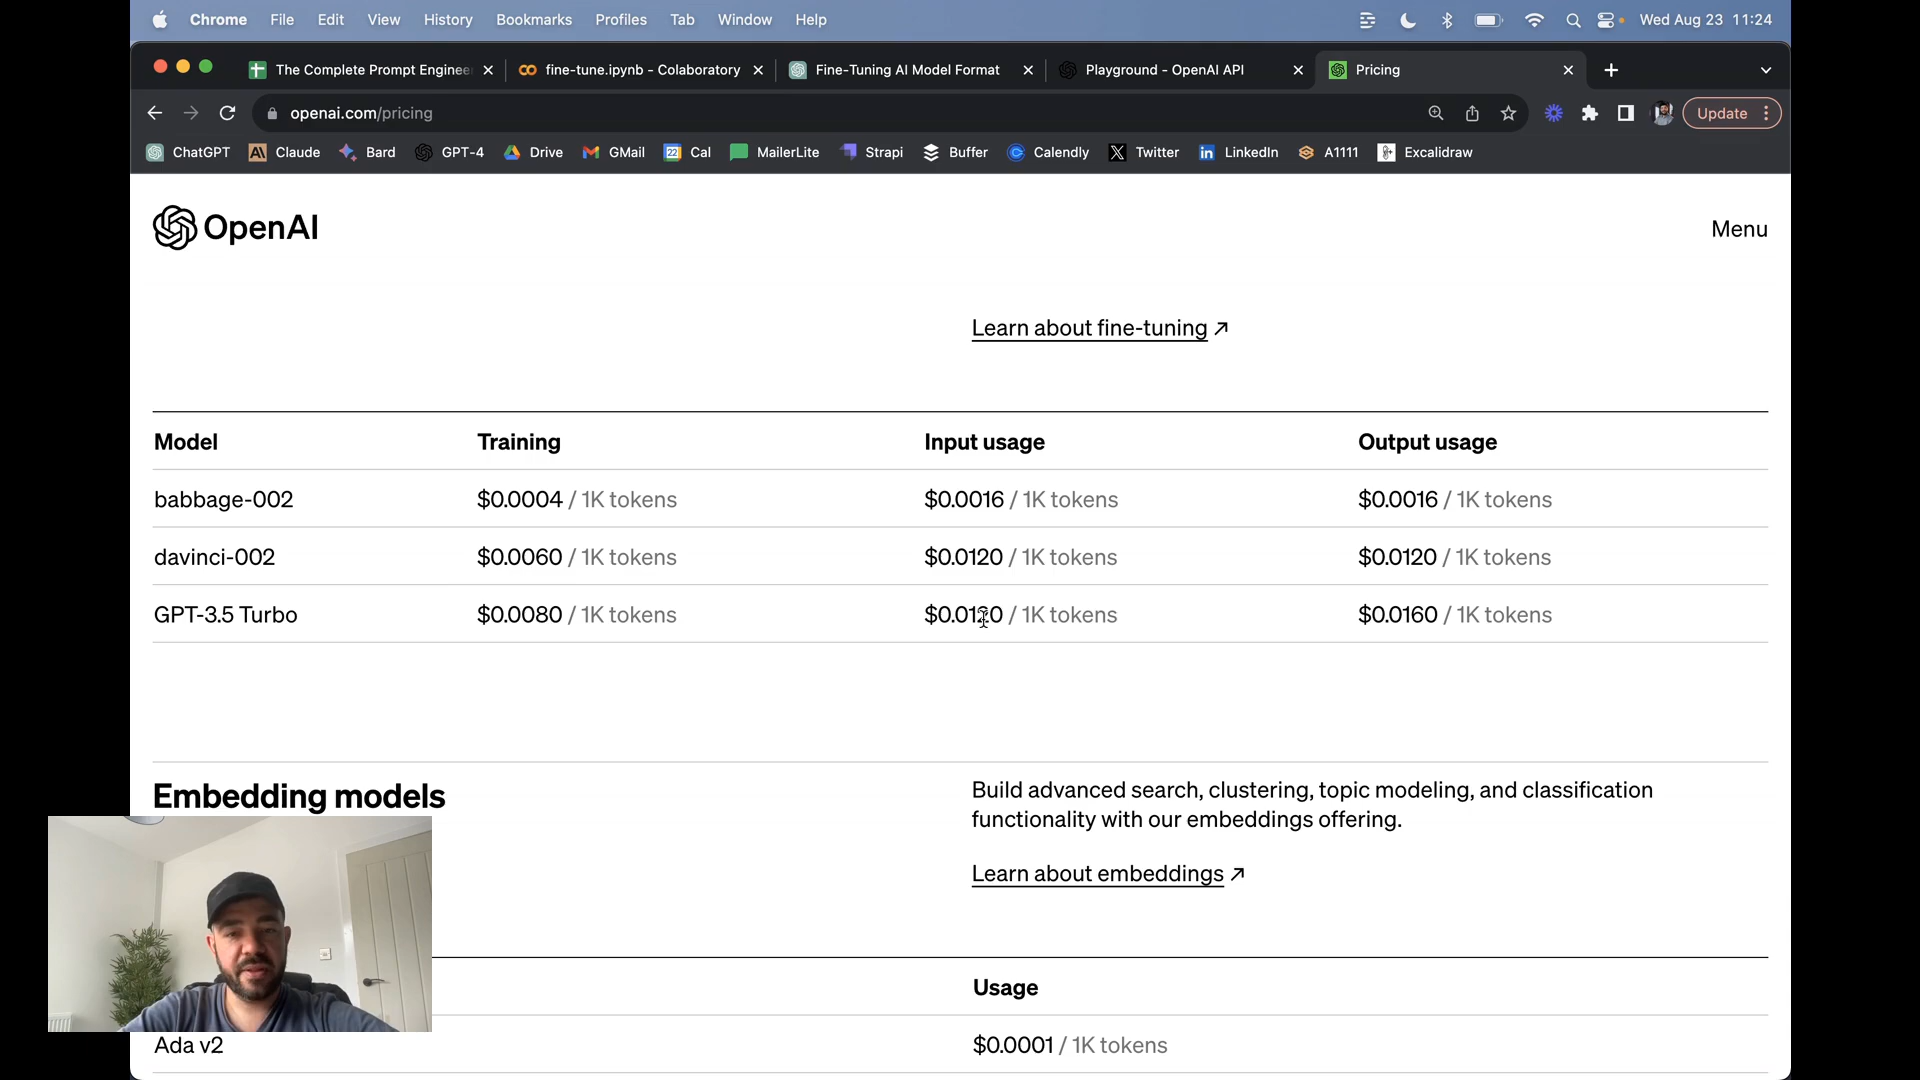 Chrome File Edit View History Bookmarks Profiles Tab Window Help Wed Aug 23 11:24
The Complete Prompt Enginee fine-tune.ipynb - Colaboratory Fine-Tuning AI Model Format Playground - OpenAI API Pricing
openai.com/pricing Update
ChatGPT Claude Bard GPT-4 Drive GMail 22 Cal MailerLite Strapi Buffer Calendly Twitter LinkedIn A1111 Excalidraw
OpenAI Menu
Learn about fine-tuning ↗
Model Training Input usage Output usage
babbage-002 $0.0004 / 1K tokens $0.0016 / 1K tokens $0.0016 / 1K tokens
davinci-002 $0.0060 / 1K tokens $0.0120 / 1K tokens $0.0120 / 1K tokens
GPT-3.5 Turbo $0.0080 / 1K tokens $0.0120 / 1K tokens $0.0160 / 1K tokens
Embedding models
Build advanced search, clustering, topic modeling, and classification
functionality with our embeddings offering.
Learn about embeddings ↗
Usage
Ada v2 $0.0001 / 1K tokens